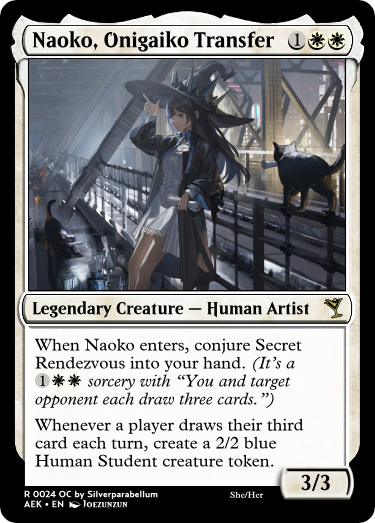 Naoko, Onigaiko Transfer 1
Legendary Creature — Human Artist
When Naoko enters, conjure Secret
Rendezvous into your hand. (It's a
1 sorcery with “You and target
opponent each draw three cards.”)
Whenever a player draws their third
card each turn, create a 2/2 blue
Human Student creature token.
3/3
R 0024 OC by Silverparabellum She/Her
AEK • EN JOEZUNZUN